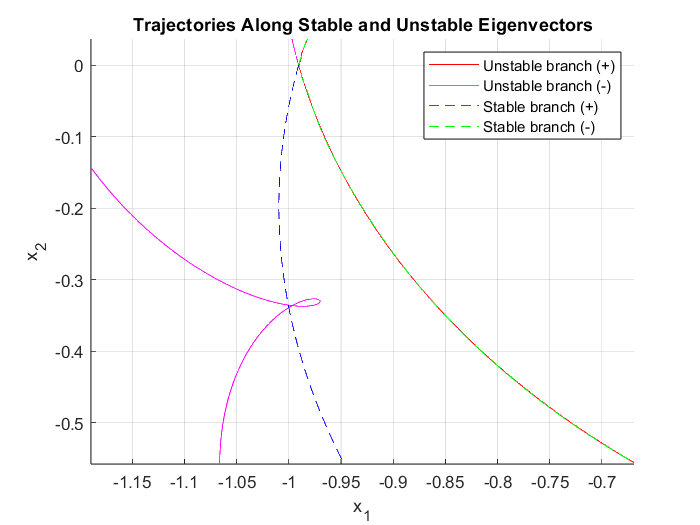 Trajectories Along Stable and Unstable Eigenvectors
Unstable branch (+)
Unstable branch (-)
Stable branch (+)
Stable branch (-)
0
-0.1
-0.2
-0.3
-0.4
-0.5
x2
-1.15
-1.1
-1.05
-1
-0.95
-0.9
-0.85
-0.8
-0.75
-0.7
x1